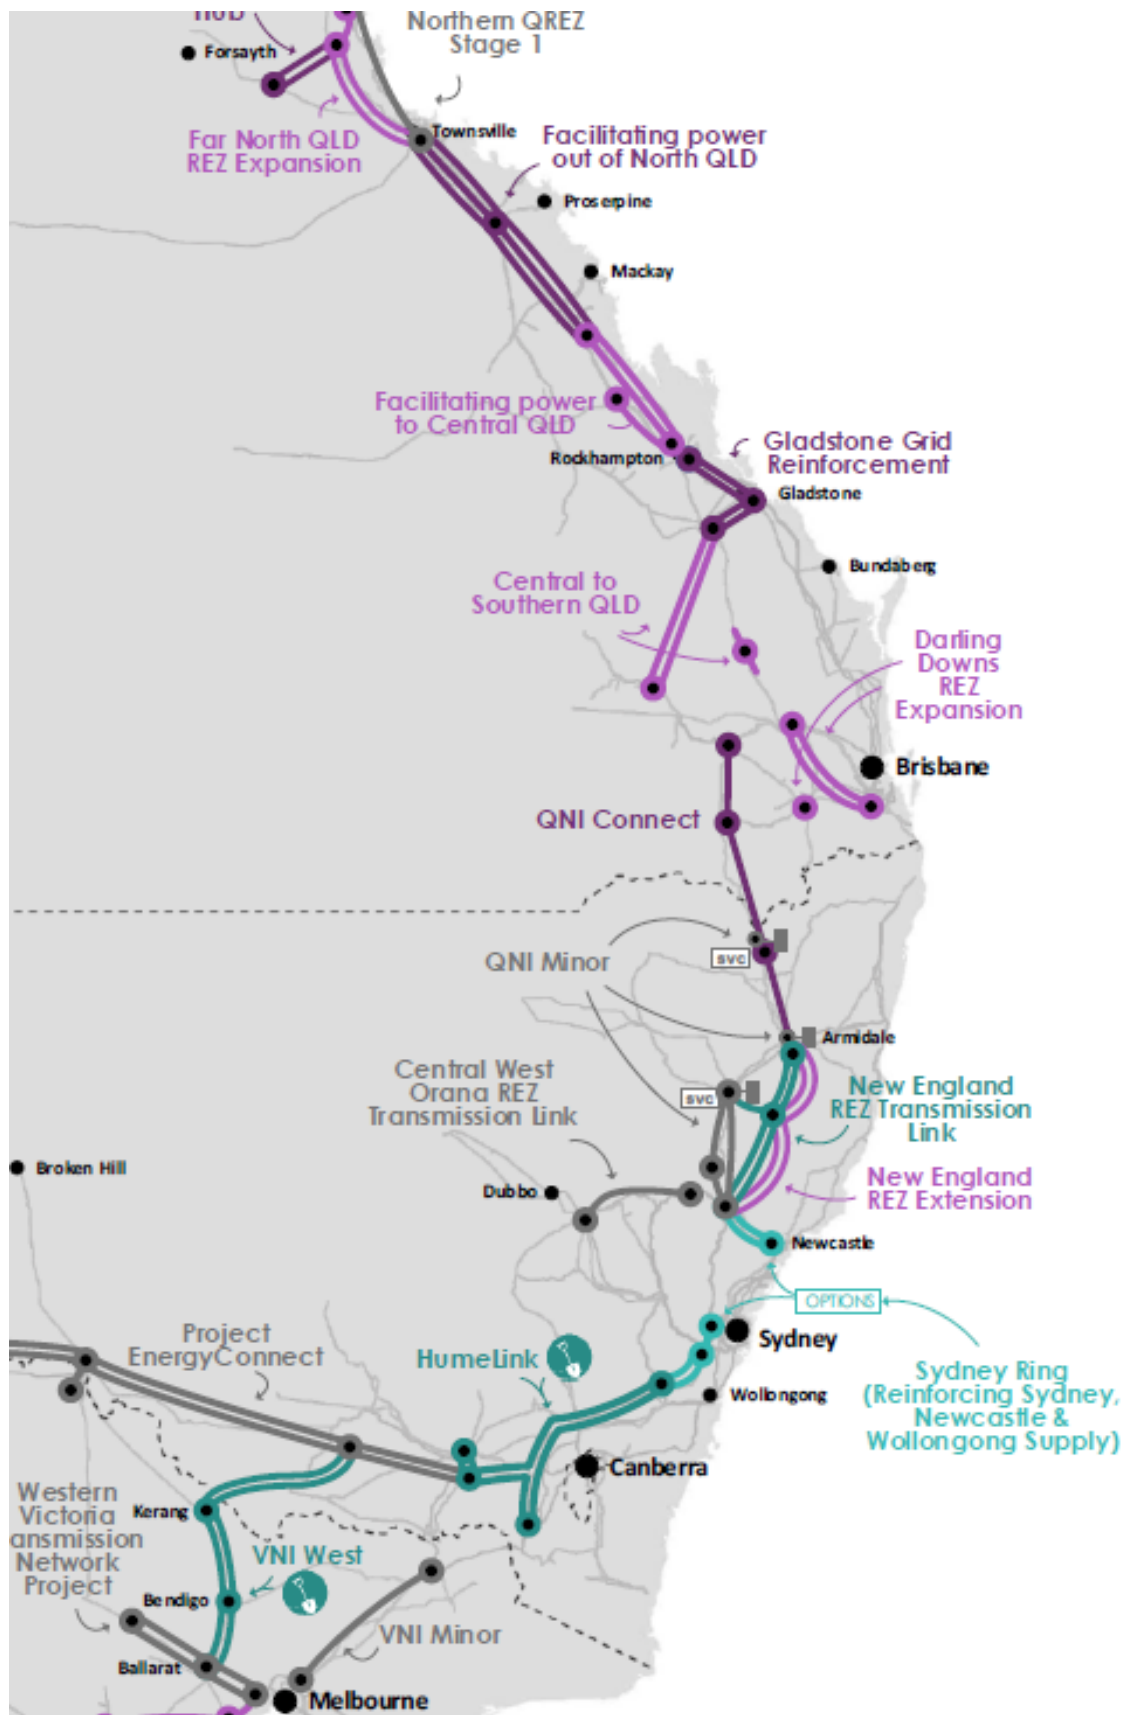 Hub
Northern QREZ
Stage 1
Forsayth
Far North QLD
REZ Expansion
Townsville
Facilitating power
out of North QLD
Proserpine
Mackay
Facilitating power
to Central QLD
Rockhampton
Gladstone Grid
Reinforcement
Gladstone
Bundaberg
Central to
Southern QLD
Darling
Downs
REZ
Expansion
Brisbane
QNI Connect
QNI Minor
svc
Armidale
Central West
Orana REZ
Transmission Link
svc
New England
REZ Transmission
Link
Broken Hill
Dubbo
New England
REZ Extension
Newcastle
OPTIONS
Project
EnergyConnect
HumeLink
Sydney
Wollongong
Sydney Ring
(Reinforcing Sydney,
Newcastle &
Wollongong Supply)
Canberra
Western
Victoria
ansmission
Network
Project
Kerang
VNI West
Bendigo
VNI Minor
Ballarat
Melbourne